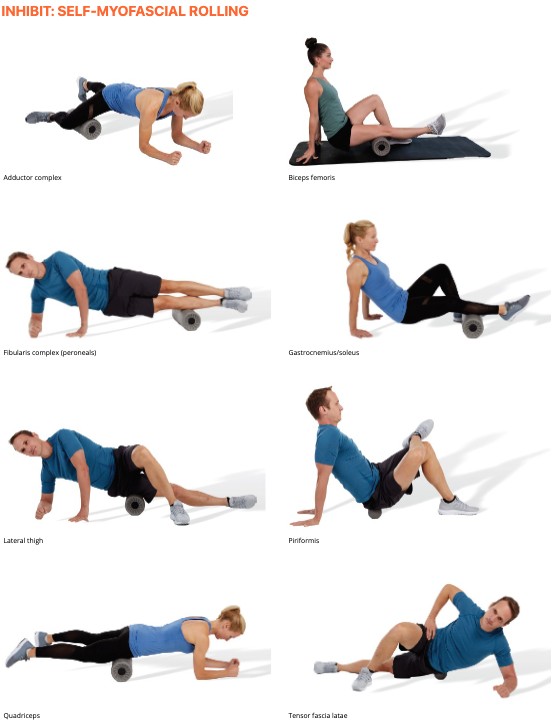 INHIBIT: SELF-MYOFASCIAL ROLLING
Adductor complex
Biceps femoris
Fibularis complex (peroneals)
Gastrocnemius/soleus
Lateral thigh
Piriformis
Quadriceps
Tensor fascia latae